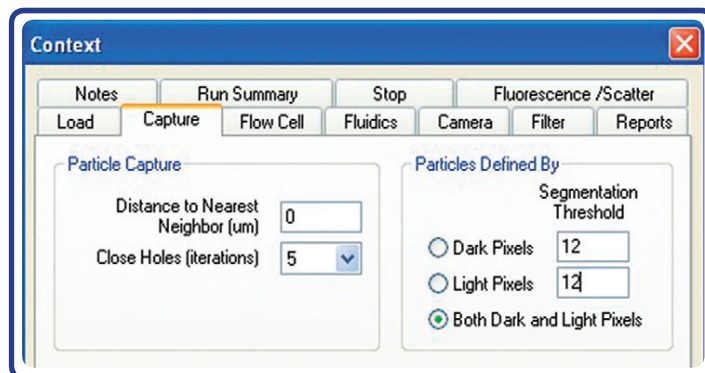 Context
Notes Run Summary Stop Fluorescence /Scatter
Load Capture Flow Cell Fluidics Camera Filter Reports
Particle Capture
Distance to Nearest
Neighbor (um) 0
Close Holes (iterations) 5
Particles Defined By
Segmentation
Threshold
Dark Pixels 12
Light Pixels 12
Both Dark and Light Pixels